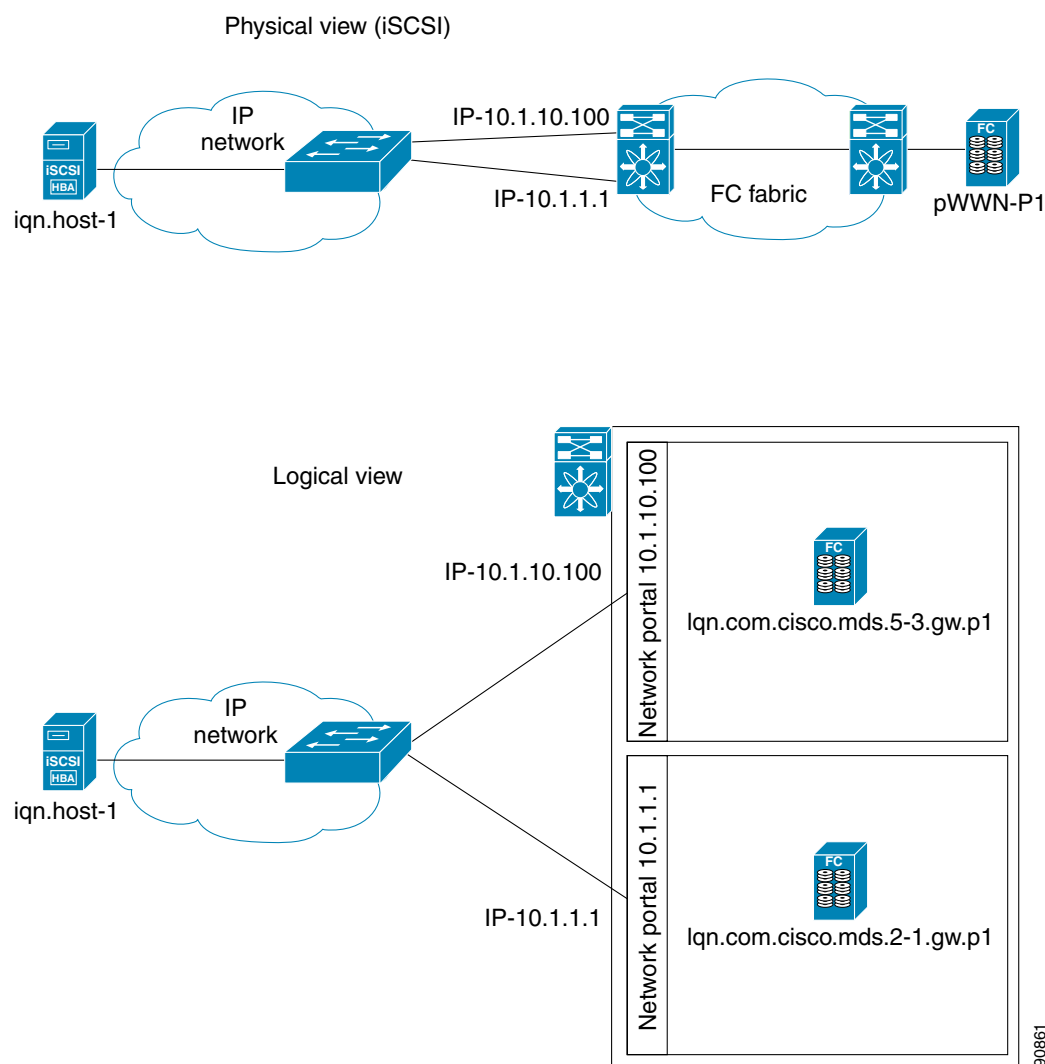 Physical view (iSCSI)
IP
network
IP-10.1.10.100
IP-10.1.1.1
iSCSI
HBA
iqn.host-1
FC fabric
FC
pWWN-P1
Logical view
IP-10.1.10.100
Network portal 10.1.10.100
FC
Iqn.com.cisco.mds.5-3.gw.p1
IP
network
iSCSI
HBA
iqn.host-1
IP-10.1.1.1
Network portal 10.1.1.1
FC
Iqn.com.cisco.mds.2-1.gw.p1
90861